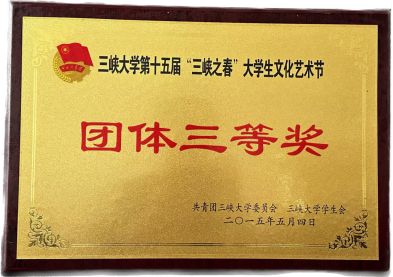 三峡大学第十五届“三峡之春”大学生文化艺术节
团体三等奖
共青团三峡大学委员会 三峡大学学生会
二〇一五年五月四日